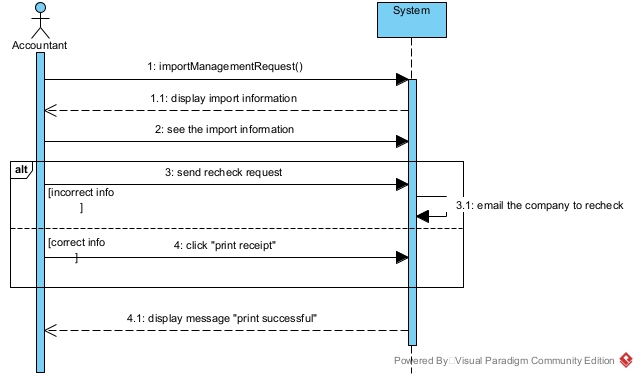 System
Accountant
1: importManagementRequest()
1.1: display import information
2: see the import information
alt
3: send recheck request
[incorrect info
]
3.1: email the company to recheck
[correct info
]
4: click "print receipt"
4.1: display message "print successful"
Powered By Visual Paradigm Community Edition